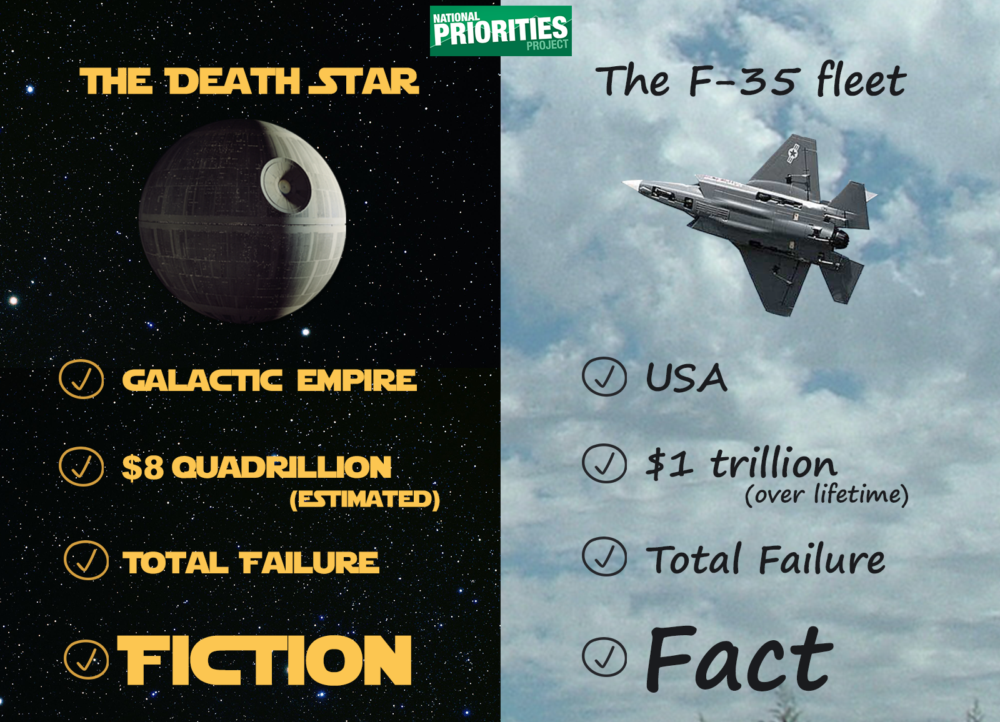 NATIONAL
PRIORITIES
PROJECT
THE DEATH STAR
GALACTIC EMPIRE
$8 QUADRILLION
(ESTIMATED)
TOTAL FAILURE
FICTION
The F-35 fleet
USA
$1 trillion
(over lifetime)
Total Failure
Fact